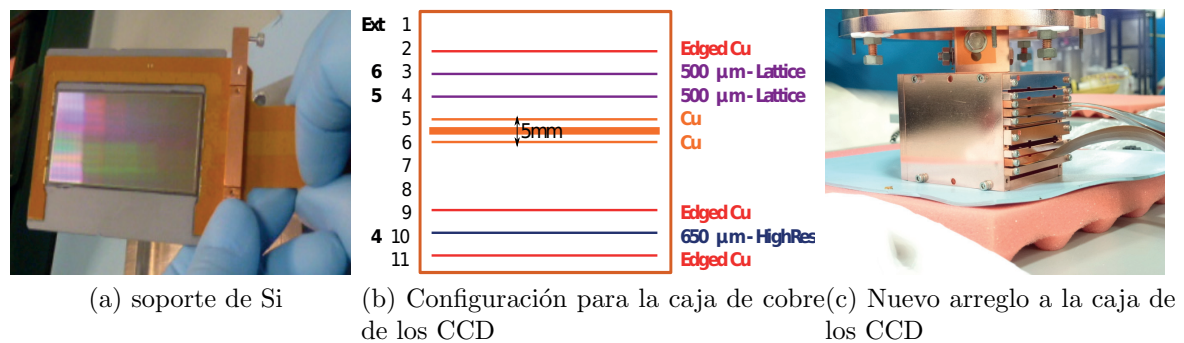 Ext 1
2 Edged Cu
6 3 500 µm - Lattice
5 4 500 µm - Lattice
5 Cu
5mm
6 Cu
7
8
9 Edged Cu
4 10 650 µm - HighRes
11 Edged Cu
(a) soporte de Si
(b) Configuración para la caja de cobre
de los CCD
(c) Nuevo arreglo a la caja de
los CCD